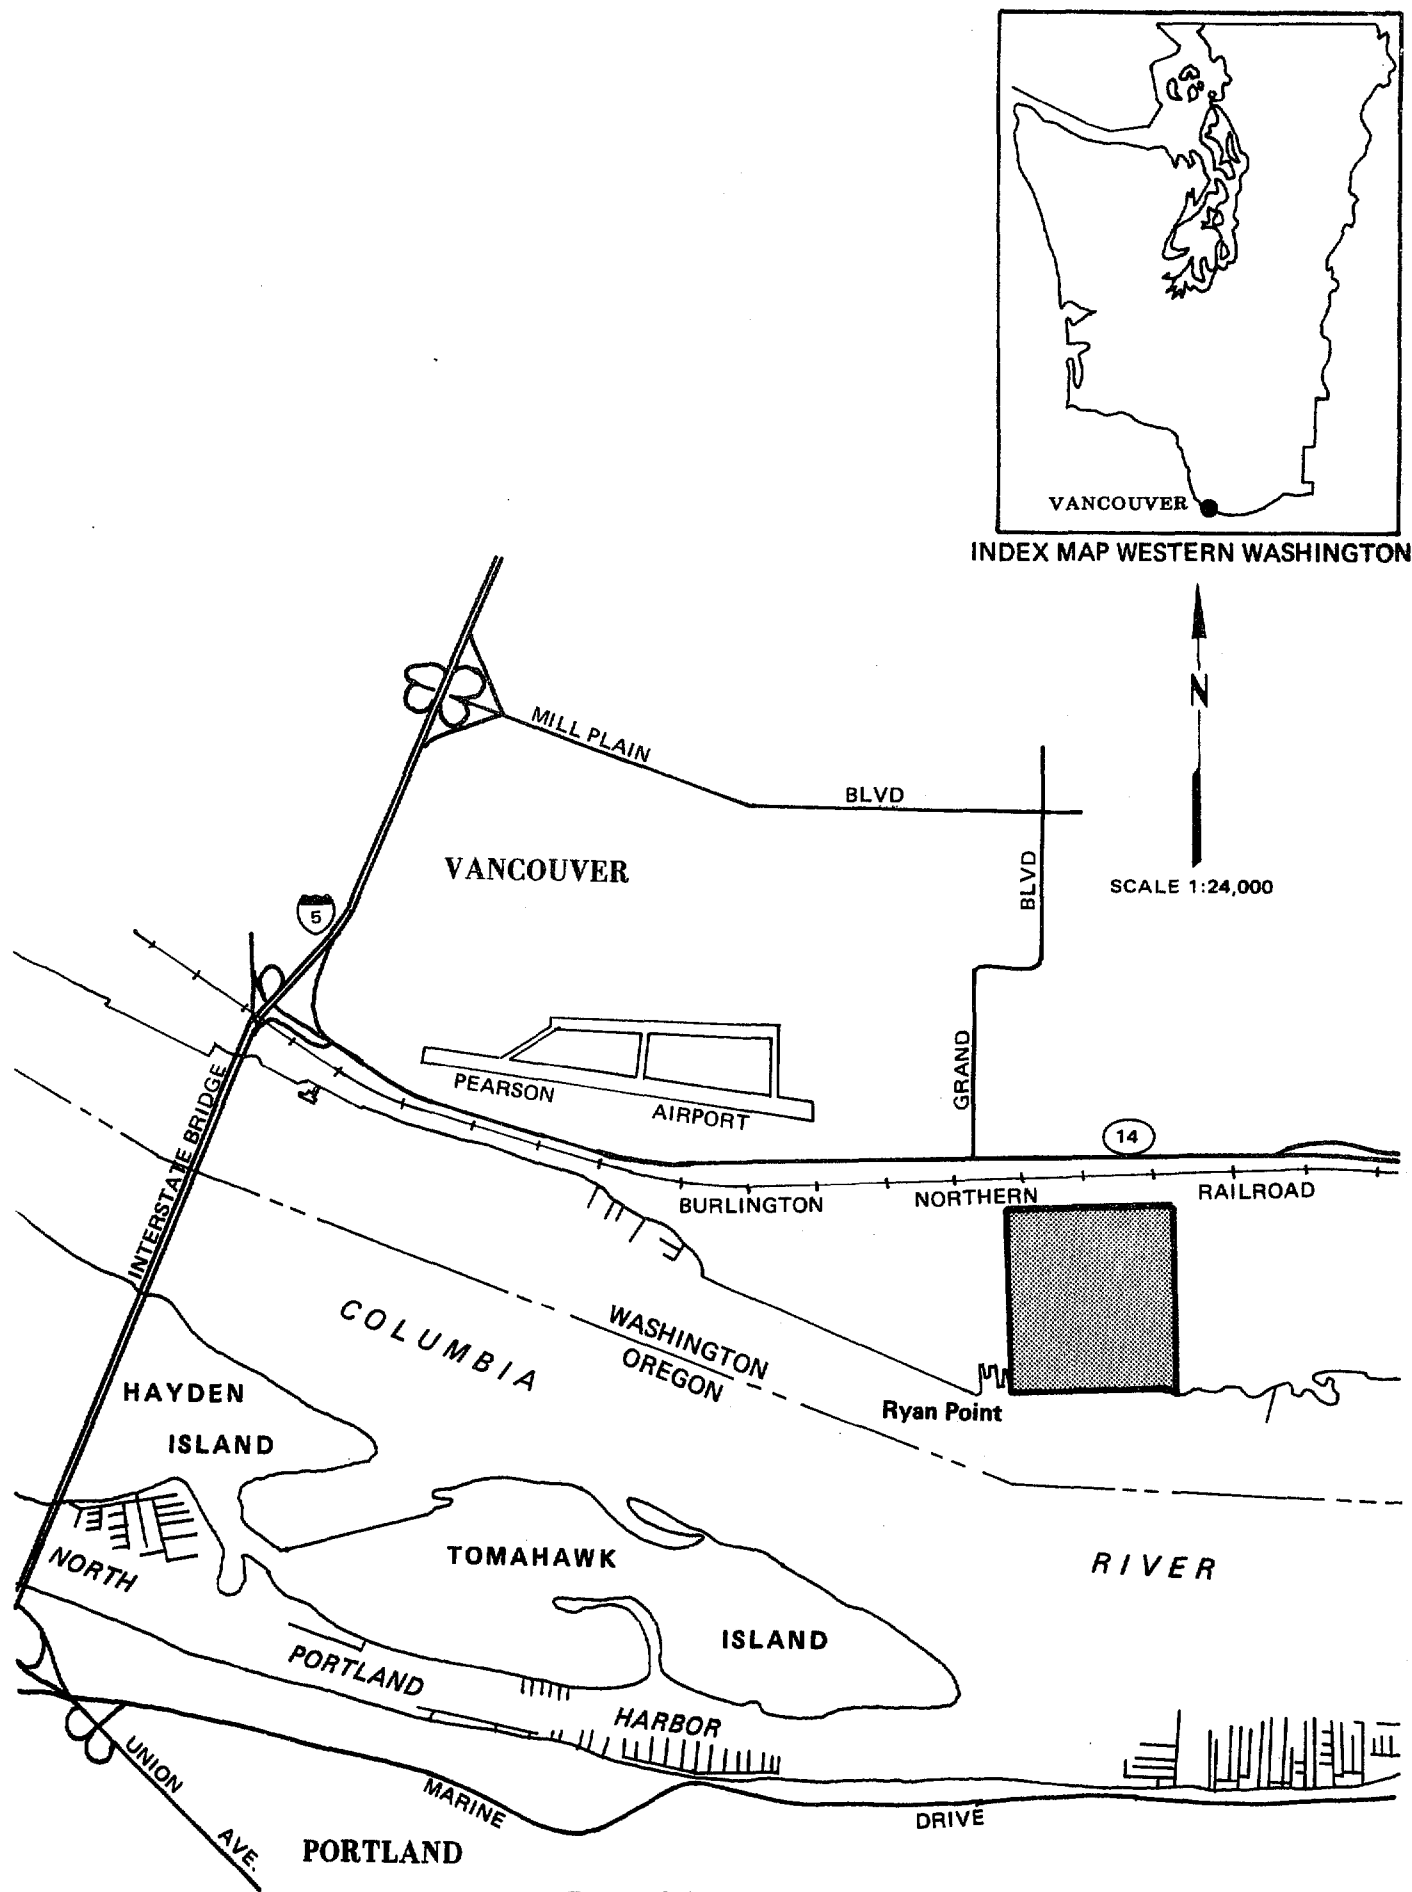 VANCOUVER
INDEX MAP WESTERN WASHINGTON
N
SCALE 1:24,000
MILL PLAIN
BLVD
VANCOUVER
BLVD
5
GRAND
PEARSON
AIRPORT
14
INTERSTATE BRIDGE
BURLINGTON
NORTHERN
RAILROAD
COLUMBIA
WASHINGTON
OREGON
HAYDEN
ISLAND
Ryan Point
NORTH
TOMAHAWK
RIVER
ISLAND
PORTLAND
HARBOR
UNION
MARINE
DRIVE
AVE.
PORTLAND